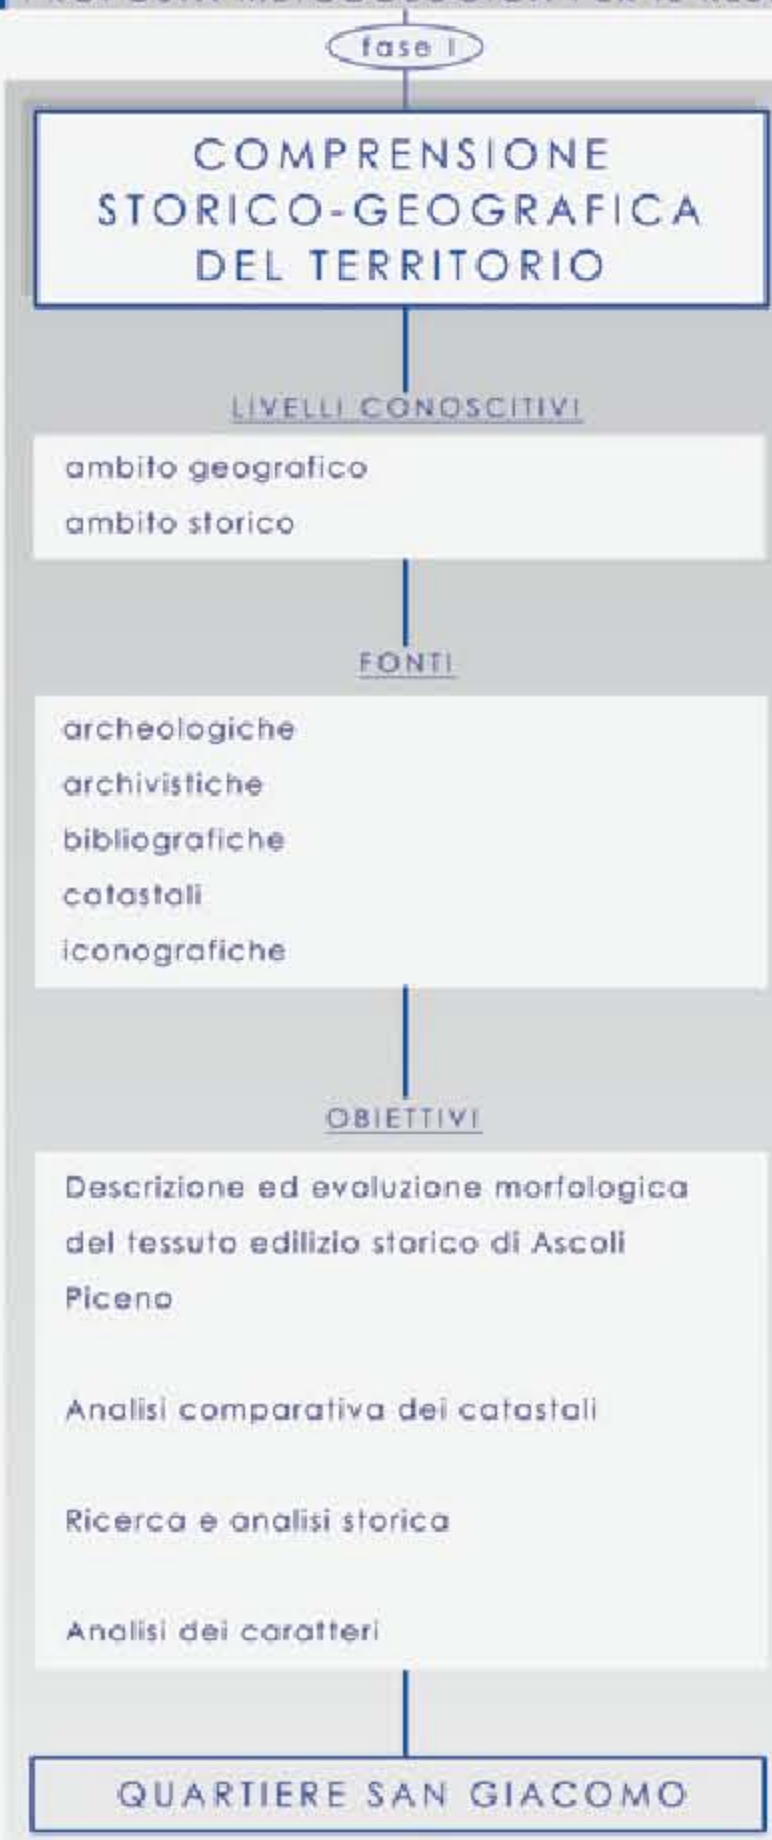 fase I
COMPRENSIONE
STORICO-GEOGRAFICA
DEL TERRITORIO
LIVELLI CONOSCITIVI
ambito geografico
ambito storico
FONTI
archeologiche
archivistiche
bibliografiche
catastali
iconografiche
OBIETTIVI
Descrizione ed evoluzione morfologica
del tessuto edilizio storico di Ascoli
Piceno
Analisi comparativa dei catastali
Ricerca e analisi storica
Analisi dei caratteri
QUARTIERE SAN GIACOMO